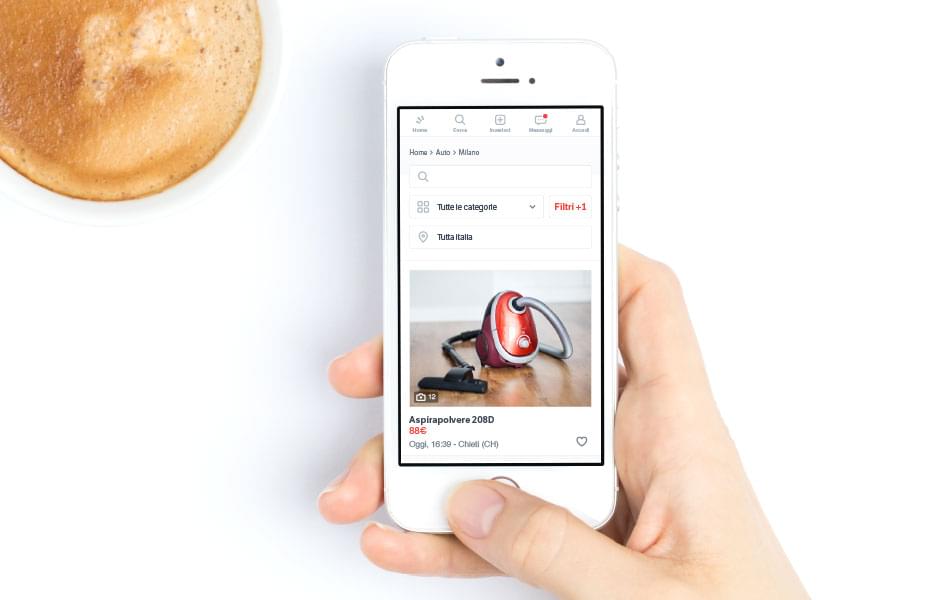 Home Cerca Inserisci Messaggi Accedi
Home > Auto > Milano
Tutte le categorie Filtri +1
Tutta Italia
12
Aspirapolvere 208D
88€
Oggi, 16:39 - Chieti (CH)